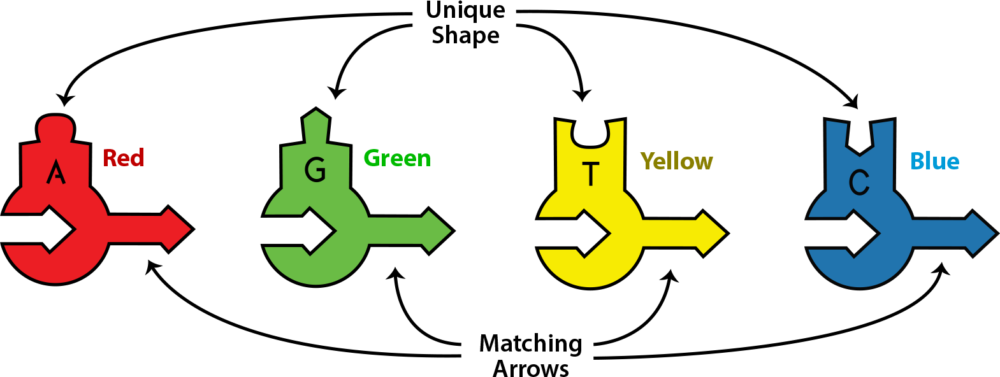 Unique
Shape
A
Red
G
Green
T
Yellow
C
Blue
Matching
Arrows